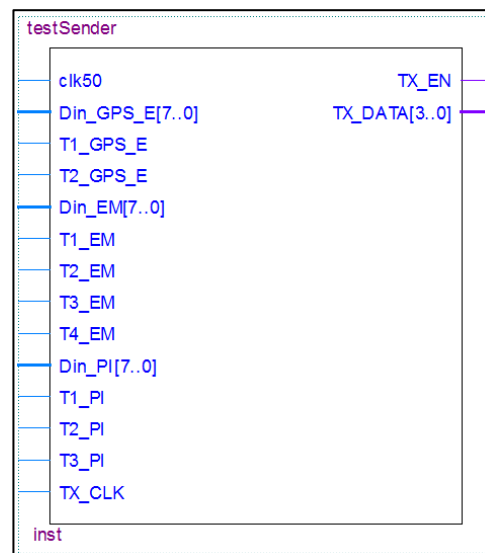 testSender
clk50 TX_EN
Din_GPS_E[7..0] TX_DATA[3..0]
T1_GPS_E
T2_GPS_E
Din_EM[7..0]
T1_EM
T2_EM
T3_EM
T4_EM
Din_PI[7..0]
T1_PI
T2_PI
T3_PI
TX_CLK
inst